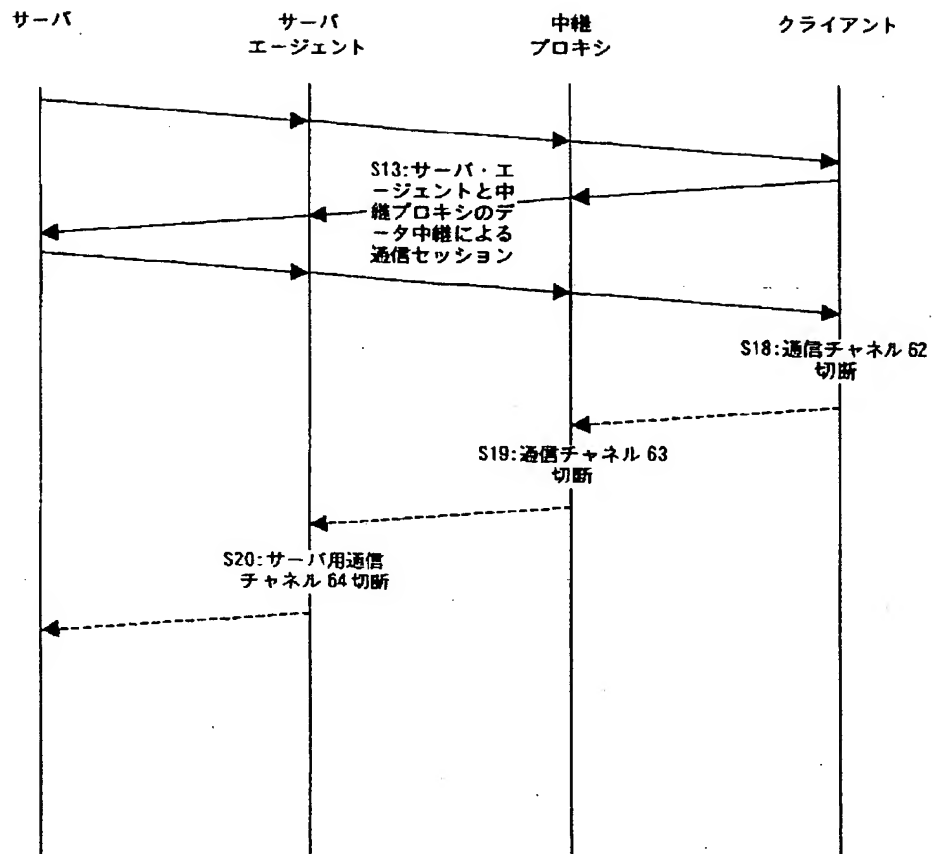 サーバ
サーバ
エージェント
中継
プロキシ
クライアント
S13:サーバ・エ
ージェントと中
継プロキシのデ
ータ中継による
通信セッション
S18:通信チャネル 62
切断
S19:通信チャネル 63
切断
S20:サーバ用通信
チャネル 64 切断